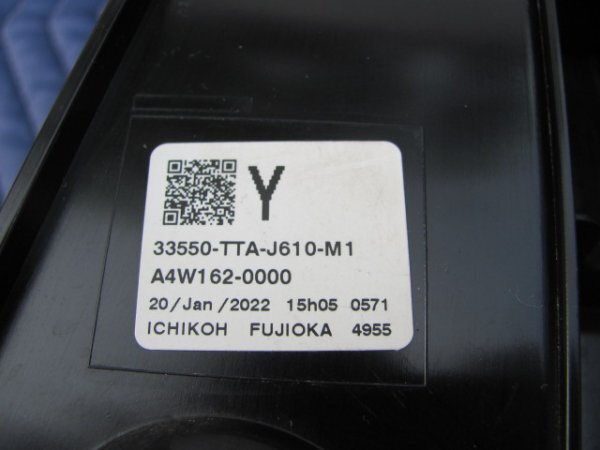 Y
33550-TTA-J610-M1
A4W162-0000
20/Jan/2022 15h05 0571
ICHIKOH FUJIOKA 4955